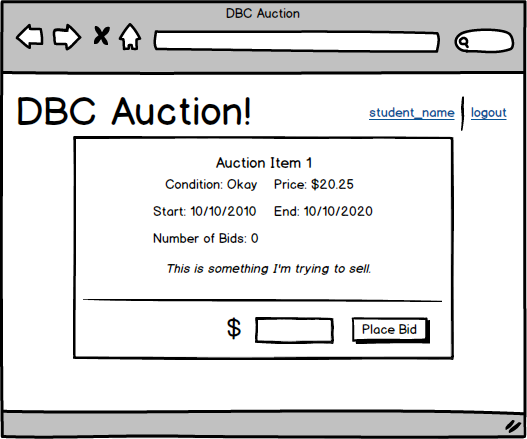 DBC Auction
DBC Auction!
student_name logout
Auction Item 1
Condition: Okay Price: $20.25
Start: 10/10/2010 End: 10/10/2020
Number of Bids: 0
This is something I'm trying to sell.
$ Place Bid